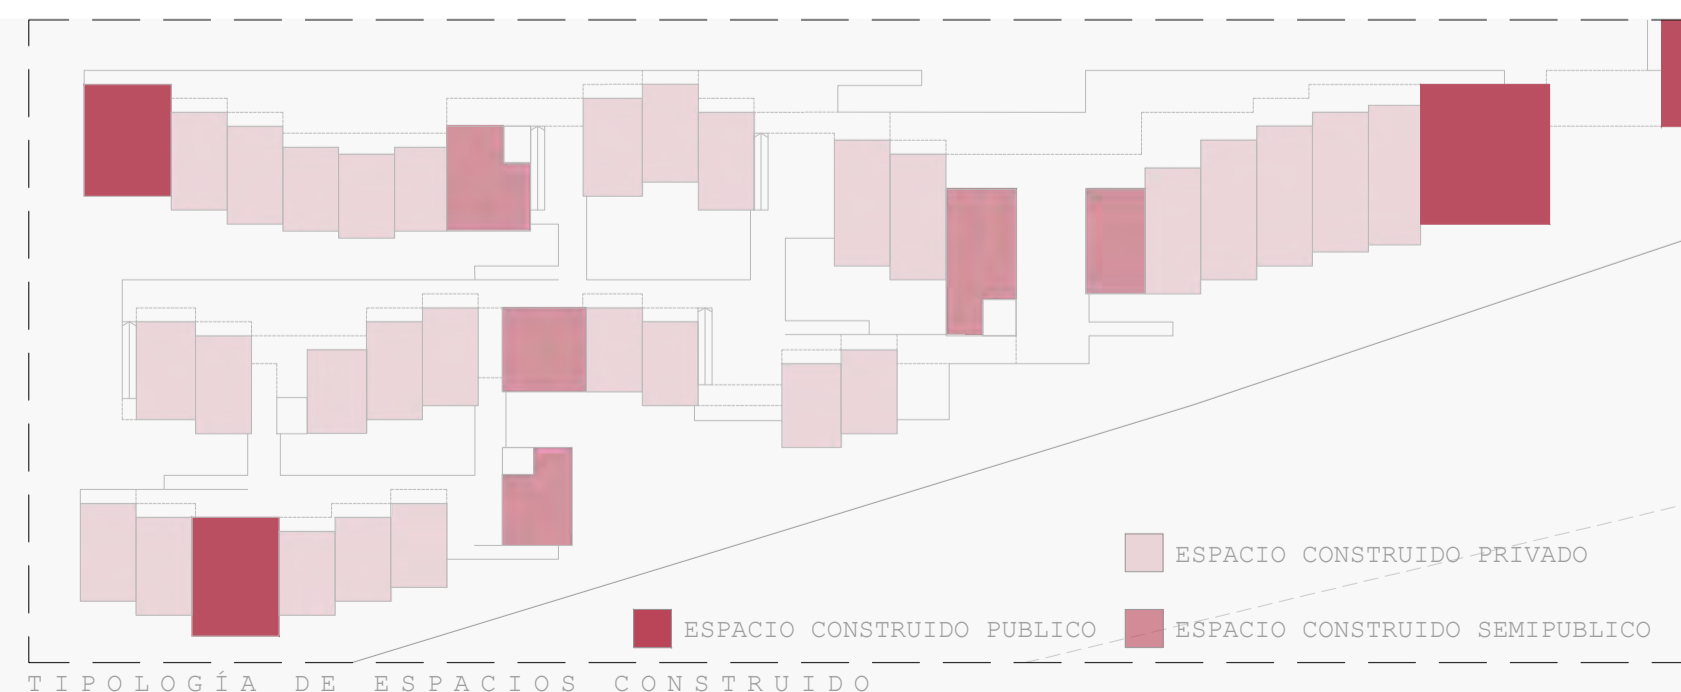 ESPACIO CONSTRUIDO PRIVADO
ESPACIO CONSTRUIDO PUBLICO
ESPACIO CONSTRUIDO SEMIPUBLICO
TIPOLOGÍA DE ESPACIOS CONSTRUIDO